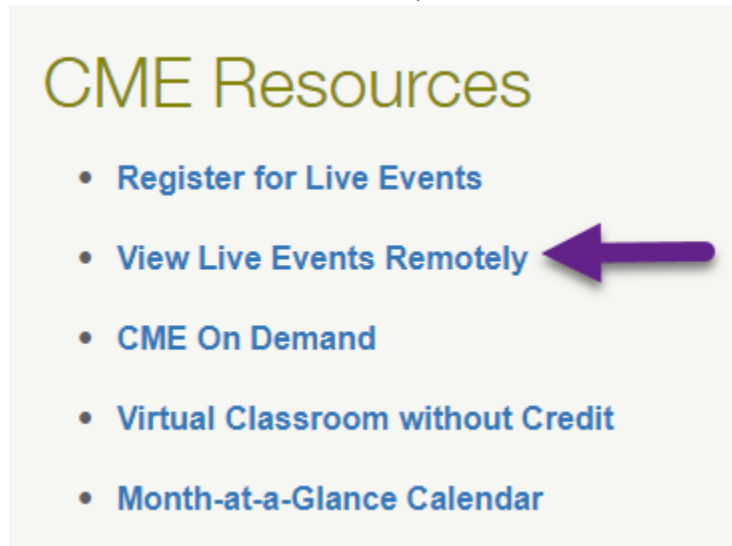 CME Resources
Register for Live Events
View Live Events Remotely
CME On Demand
Virtual Classroom without Credit
Month-at-a-Glance Calendar